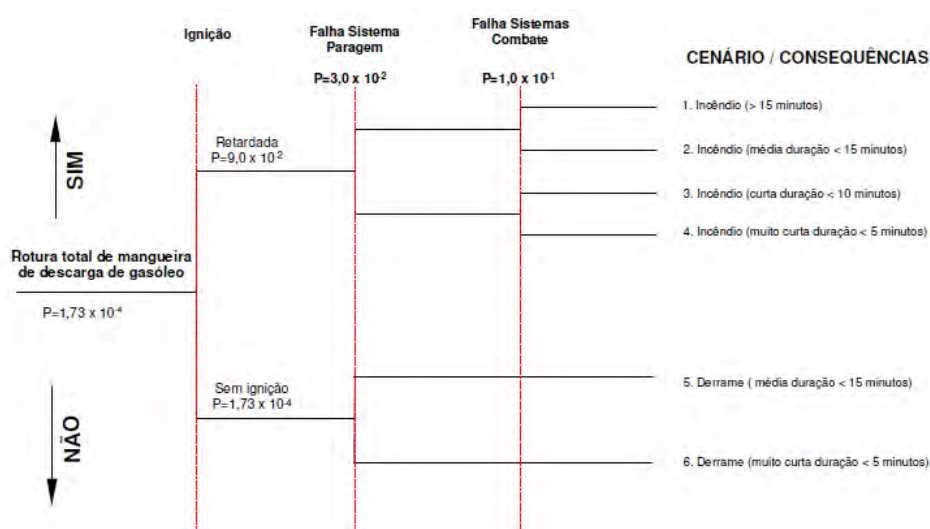 Ignição
Falha Sistema
Paragem
P=3,0 x 10⁻²
Falha Sistemas
Combate
P=1,0 x 10⁻¹
CENÁRIO / CONSEQUÊNCIAS
1. Incêndio (> 15 minutos)
Retardada
P=9,0 x 10⁻²
2. Incêndio (média duração < 15 minutos)
SIM
3. Incêndio (curta duração < 10 minutos)
4. Incêndio (muito curta duração < 5 minutos)
Rotura total de mangueira
de descarga de gasóleo
P=1,73 x 10⁻⁴
Sem ignição
P=1,73 x 10⁻⁴
5. Derrame ( média duração < 15 minutos)
NÃO
6. Derrame (muito curta duração < 5 minutos)